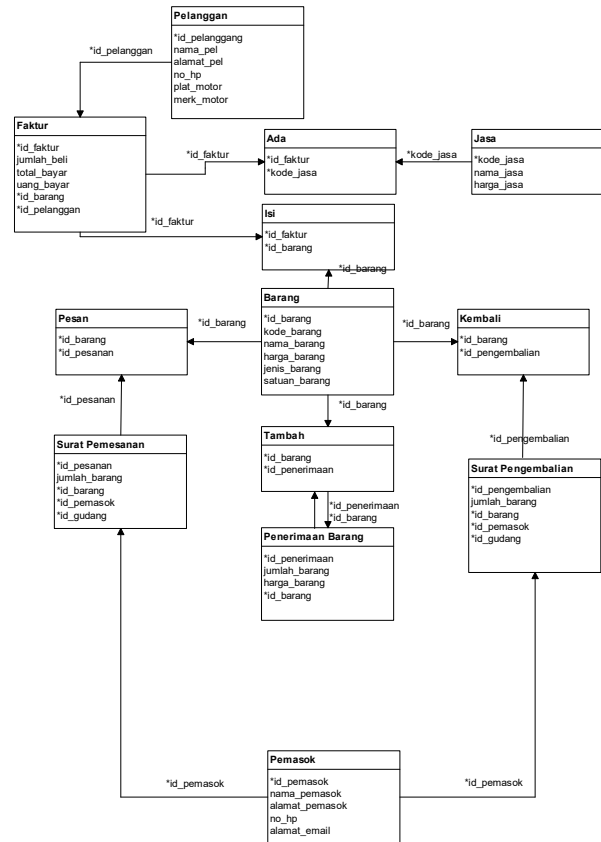 Pelanggan
*id_pelanggang
nama_pel
alamat_pel
no_hp
plat_motor
merk_motor
*id_pelanggan
Faktur
*id_faktur
jumlah_beli
total_bayar
uang_bayar
*id_barang
*id_pelanggan
*id_faktur
Ada
*id_faktur
*kode_jasa
*kode_jasa
Jasa
*kode_jasa
nama_jasa
harga_jasa
*id_faktur
Isi
*id_faktur
*id_barang
*id_barang
Barang
*id_barang
kode_barang
nama_barang
harga_barang
jenis_barang
satuan_barang
*id_barang
Pesan
*id_barang
*id_pesanan
*id_barang
Kembali
*id_barang
*id_pengembalian
*id_barang
*id_pesanan
Tambah
*id_barang
*id_penerimaan
*id_pengembalian
Surat Pemesanan
*id_pesanan
jumlah_barang
*id_barang
*id_pemasok
*id_gudang
Surat Pengembalian
*id_pengembalian
jumlah_barang
*id_barang
*id_pemasok
*id_gudang
*id_penerimaan
*id_barang
Penerimaan Barang
*id_penerimaan
jumlah_barang
harga_barang
*id_barang
*id_pemasok
Pemasok
*id_pemasok
nama_pemasok
alamat_pemasok
no_hp
alamat_email
*id_pemasok